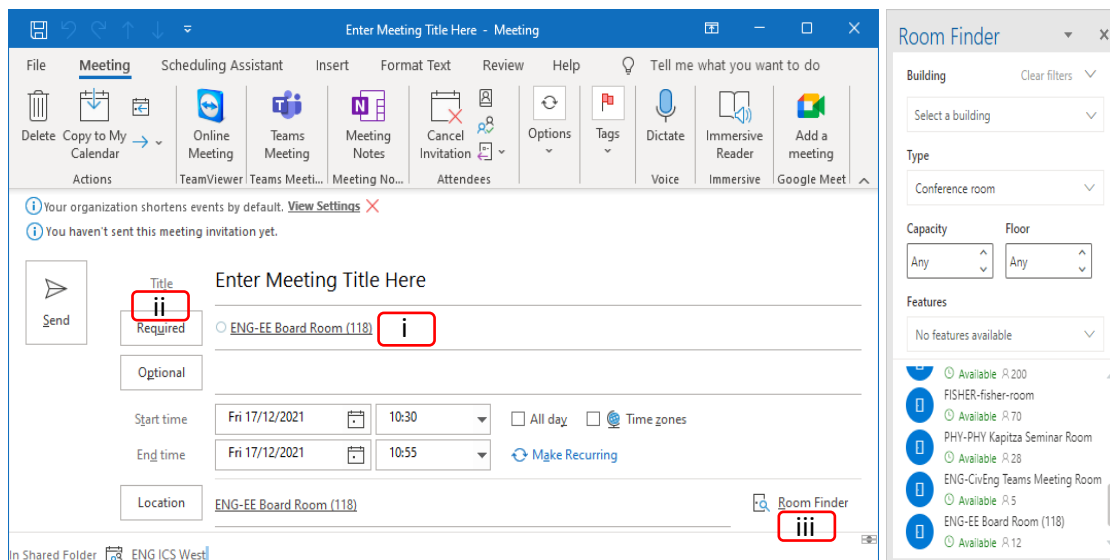 Enter Meeting Title Here - Meeting
File Meeting Scheduling Assistant Insert Format Text Review Help Tell me what you want to do
Delete
Copy to My
Calendar
Actions
Online
Meeting
TeamViewer
Teams
Meeting
Teams Meeti...
Meeting
Notes
Meeting No...
Cancel
Invitation
Attendees
Options
Tags
Dictate
Voice
Immersive
Reader
Immersive
Add a
meeting
Google Meet
Your organization shortens events by default. View Settings
You haven't sent this meeting invitation yet.
Send
Title Enter Meeting Title Here
ii
Required ENG-EE Board Room (118) i
Optional
Start time Fri 17/12/2021 10:30 All day Time zones
End time Fri 17/12/2021 10:55 Make Recurring
Location ENG-EE Board Room (118) Room Finder
iii
In Shared Folder ENG ICS West
Room Finder
Building Clear filters
Select a building
Type
Conference room
Capacity Floor
Any Any
Features
No features available
Available 200
FISHER-fisher-room
Available 70
PHY-PHY Kapitza Seminar Room
Available 28
ENG-CivEng Teams Meeting Room
Available 5
ENG-EE Board Room (118)
Available 12